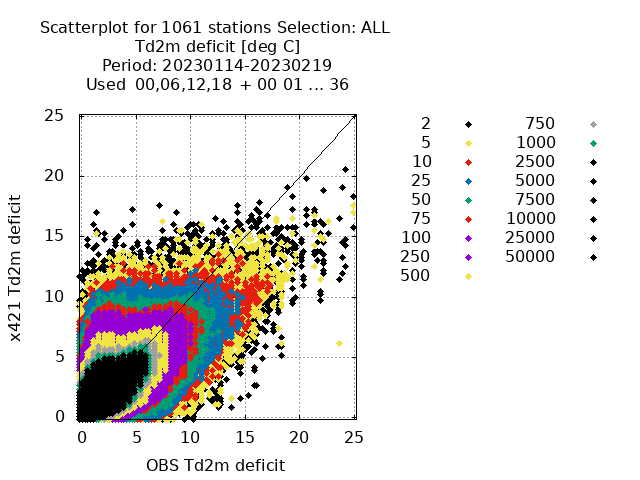 Scatterplot for 1061 stations Selection: ALL
Td2m deficit [deg C]
Period: 20230114-20230219
Used 00,06,12,18 + 00 01 ... 36
25
20
15
10
5
0
x421 Td2m deficit
0 5 10 15 20 25
OBS Td2m deficit
2 750
5 1000
10 2500
25 5000
50 7500
75 10000
100 25000
250 50000
500